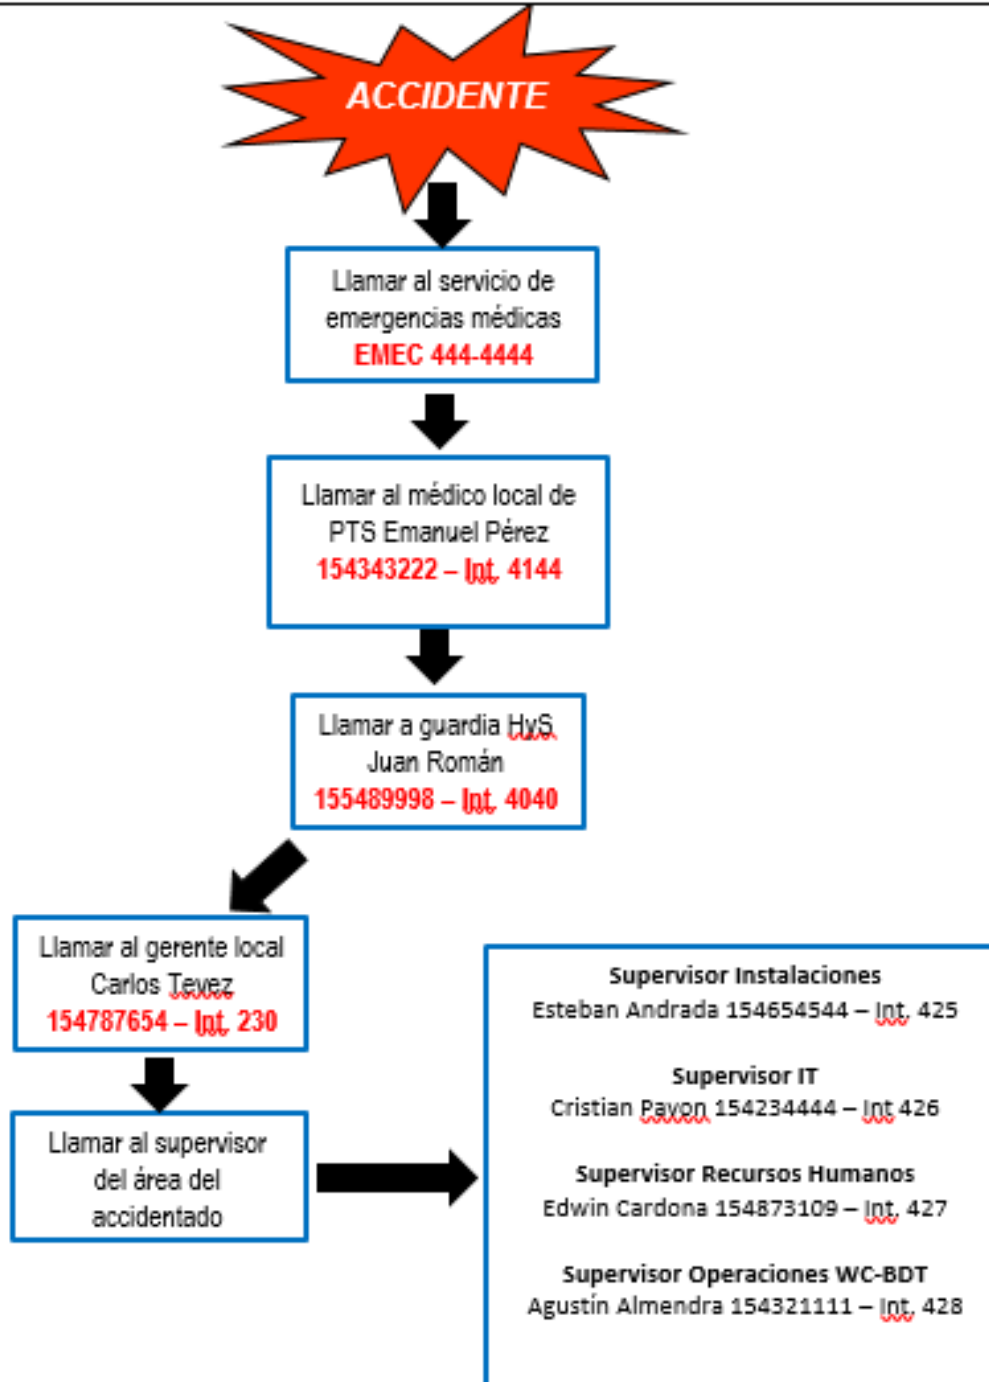 ACCIDENTE
Llamar al servicio de
emergencias médicas
EMEC 444-4444
Llamar al médico local de
PTS Emanuel Pérez
154343222 – Int. 4144
Llamar a guardia HyS
Juan Román
155489998 – Int. 4040
Llamar al gerente local
Carlos Tevez
154787654 – Int. 230
Llamar al supervisor
del área del
accidentado
Supervisor Instalaciones
Esteban Andrada 154654544 – Int. 425
Supervisor IT
Cristian Pavon 154234444 – Int 426
Supervisor Recursos Humanos
Edwin Cardona 154873109 – Int. 427
Supervisor Operaciones WC-BDT
Agustín Almendra 154321111 – Int. 428